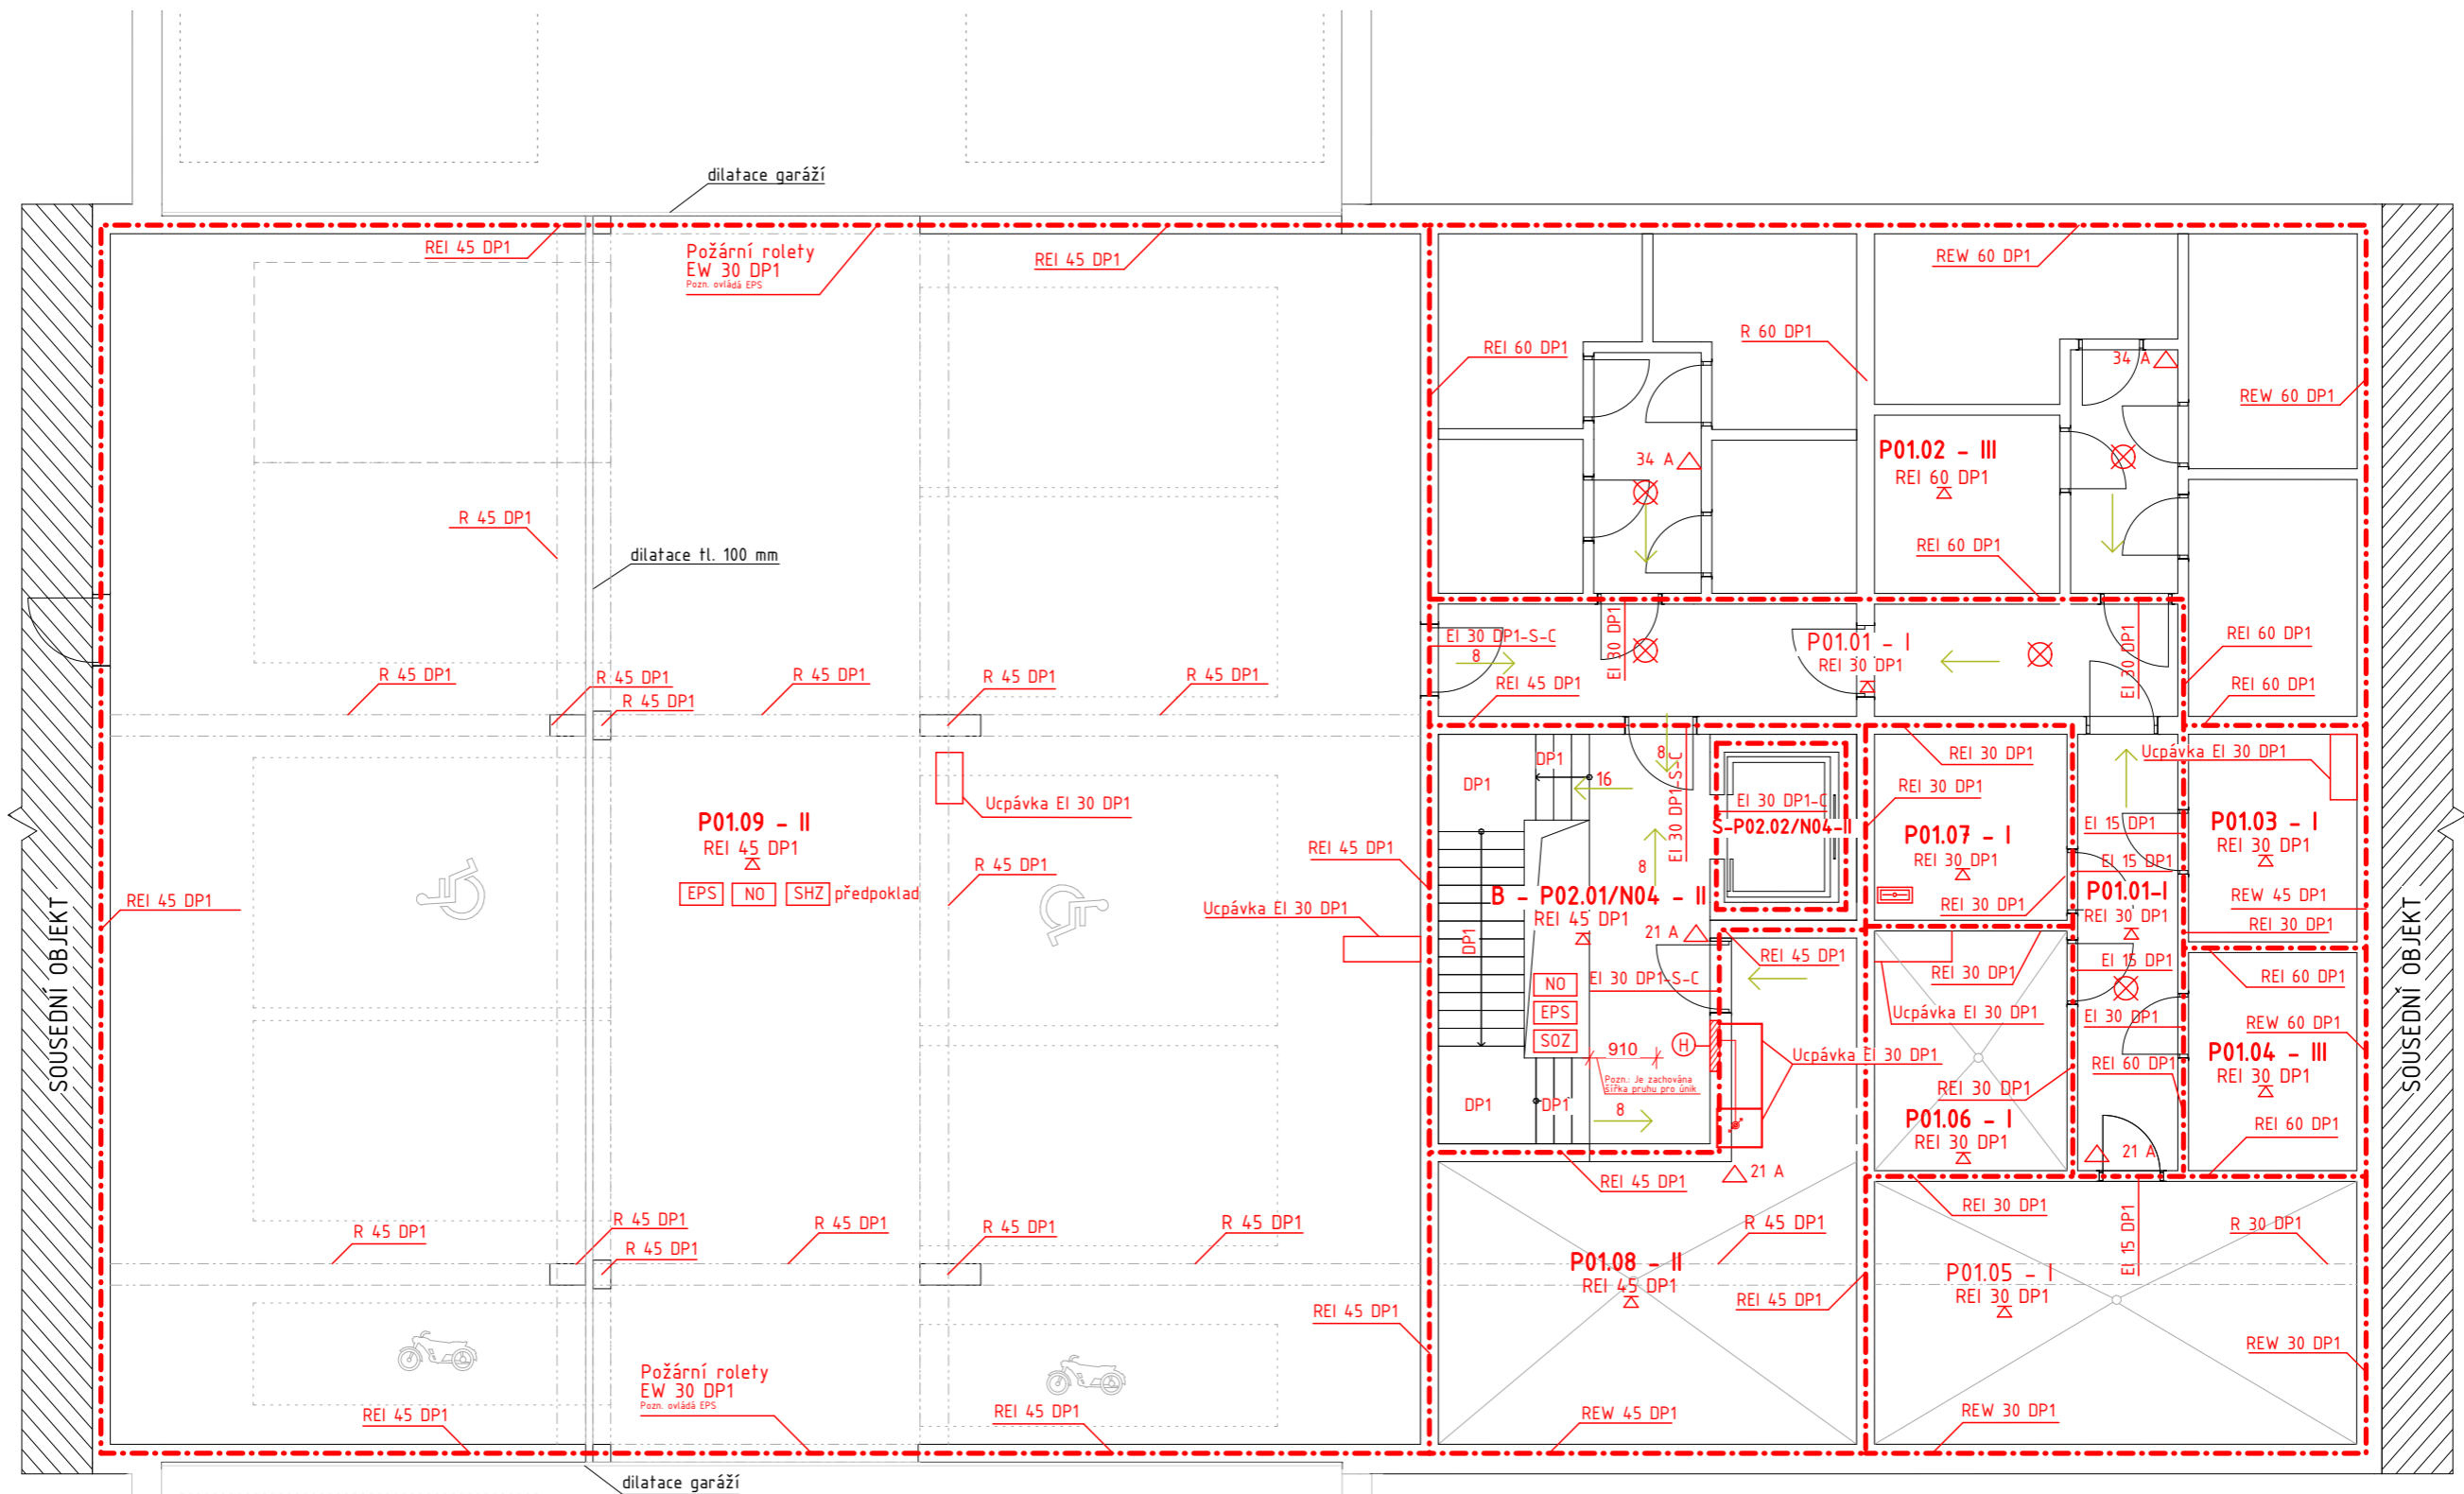 dilatace garáží
REI 45 DP1
Požární rolety
EW 30 DP1
Pozn. ovládá EPS
REI 45 DP1
REW 60 DP1
R 60 DP1
REI 60 DP1
34 A
REW 60 DP1
P01.02 - III
REI 60 DP1
34 A
R 45 DP1
dilatace tl. 100 mm
REI 60 DP1
EI 30 DP1-S-C
8
EI 30 DP1
P01.01 - I
REI 30 DP1
EI 30 DP1
REI 60 DP1
R 45 DP1
R 45 DP1
R 45 DP1
R 45 DP1
R 45 DP1
R 45 DP1
REI 45 DP1
REI 60 DP1
DP1
DP1
16
8
EI 30 DP1-S-C
REI 30 DP1
Ucpávka EI 30 DP1
REI 30 DP1
Ucpávka EI 30 DP1
EI 30 DP1-C
S-P02.02/N04-II
P01.09 - II
REI 45 DP1
EPS
NO
SHZ
předpoklad
R 45 DP1
REI 45 DP1
P01.07 - I
REI 30 DP1
EI 15 DP1
EI 15 DP1
P01.03 - I
REI 30 DP1
8
B - P02.01/N04 - II
REI 45 DP1
P01.01-I
REI 30 DP1
REI 30 DP1
REW 45 DP1
REI 30 DP1
REI 45 DP1
Ucpávka EI 30 DP1
21 A
DP1
REI 45 DP1
EI 15 DP1
REI 30 DP1
REI 60 DP1
NO
EPS
SOZ
EI 30 DP1-S-C
SOUSEDNÍ OBJEKT
SOUSEDNÍ OBJEKT
Ucpávka EI 30 DP1
EI 30 DP1
REW 60 DP1
910
H
Ucpávka EI 30 DP1
Pozn.: Je zachována
šířka pruhu pro únik
REI 60 DP1
P01.04 - III
REI 30 DP1
DP1
DP1
8
REI 30 DP1
P01.06 - I
REI 30 DP1
21 A
REI 60 DP1
REI 45 DP1
21 A
R 45 DP1
R 45 DP1
R 45 DP1
R 45 DP1
R 45 DP1
R 45 DP1
R 45 DP1
REI 30 DP1
EI 15 DP1
R 30 DP1
P01.08 - II
REI 45 DP1
P01.05 - I
REI 30 DP1
REI 45 DP1
REI 45 DP1
REW 30 DP1
Požární rolety
EW 30 DP1
Pozn. ovládá EPS
REI 45 DP1
REI 45 DP1
REW 45 DP1
REW 30 DP1
dilatace garáží